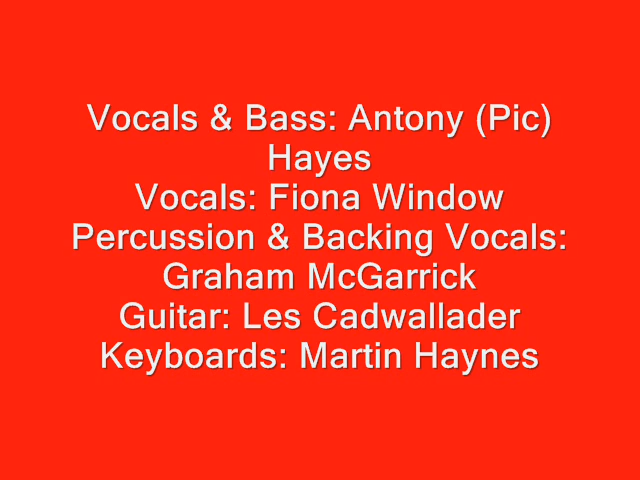 Vocals & Bass: Antony (Pic)
Hayes
Vocals: Fiona Window
Percussion & Backing Vocals:
Graham McGarrick
Guitar: Les Cadwallader
Keyboards: Martin Haynes